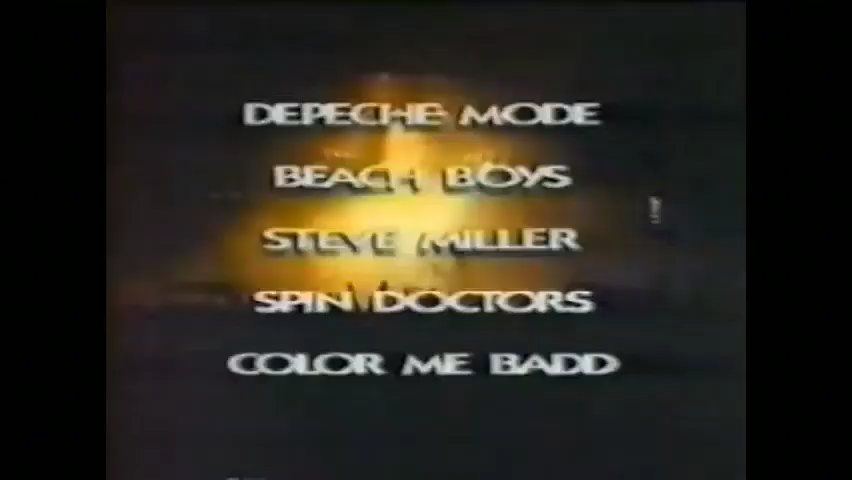 DEPECHE MODE
BEACH BOYS
STEVE MILLER
SPIN DOCTORS
COLOR ME BADD